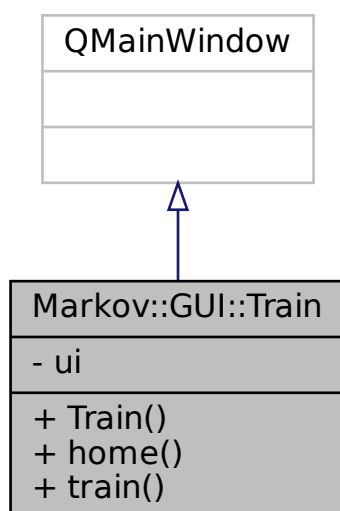 QMainWindow
Markov::GUI::Train
- ui
+ Train()
+ home()
+ train()